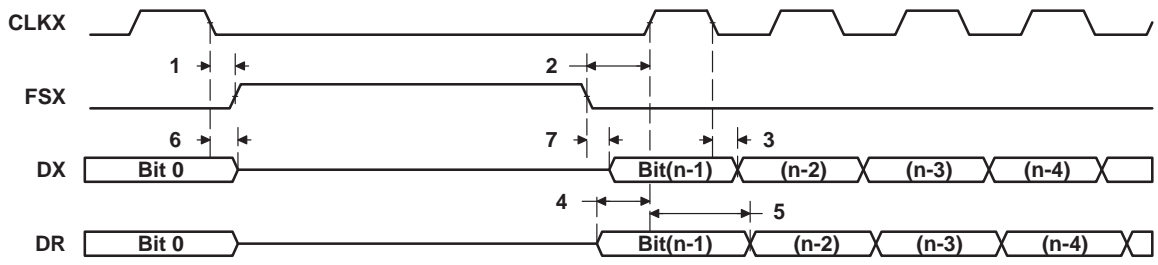 CLKX
1 2
FSX
6 7 3
DX Bit 0 Bit(n-1) (n-2) (n-3) (n-4)
4 5
DR Bit 0 Bit(n-1) (n-2) (n-3) (n-4)